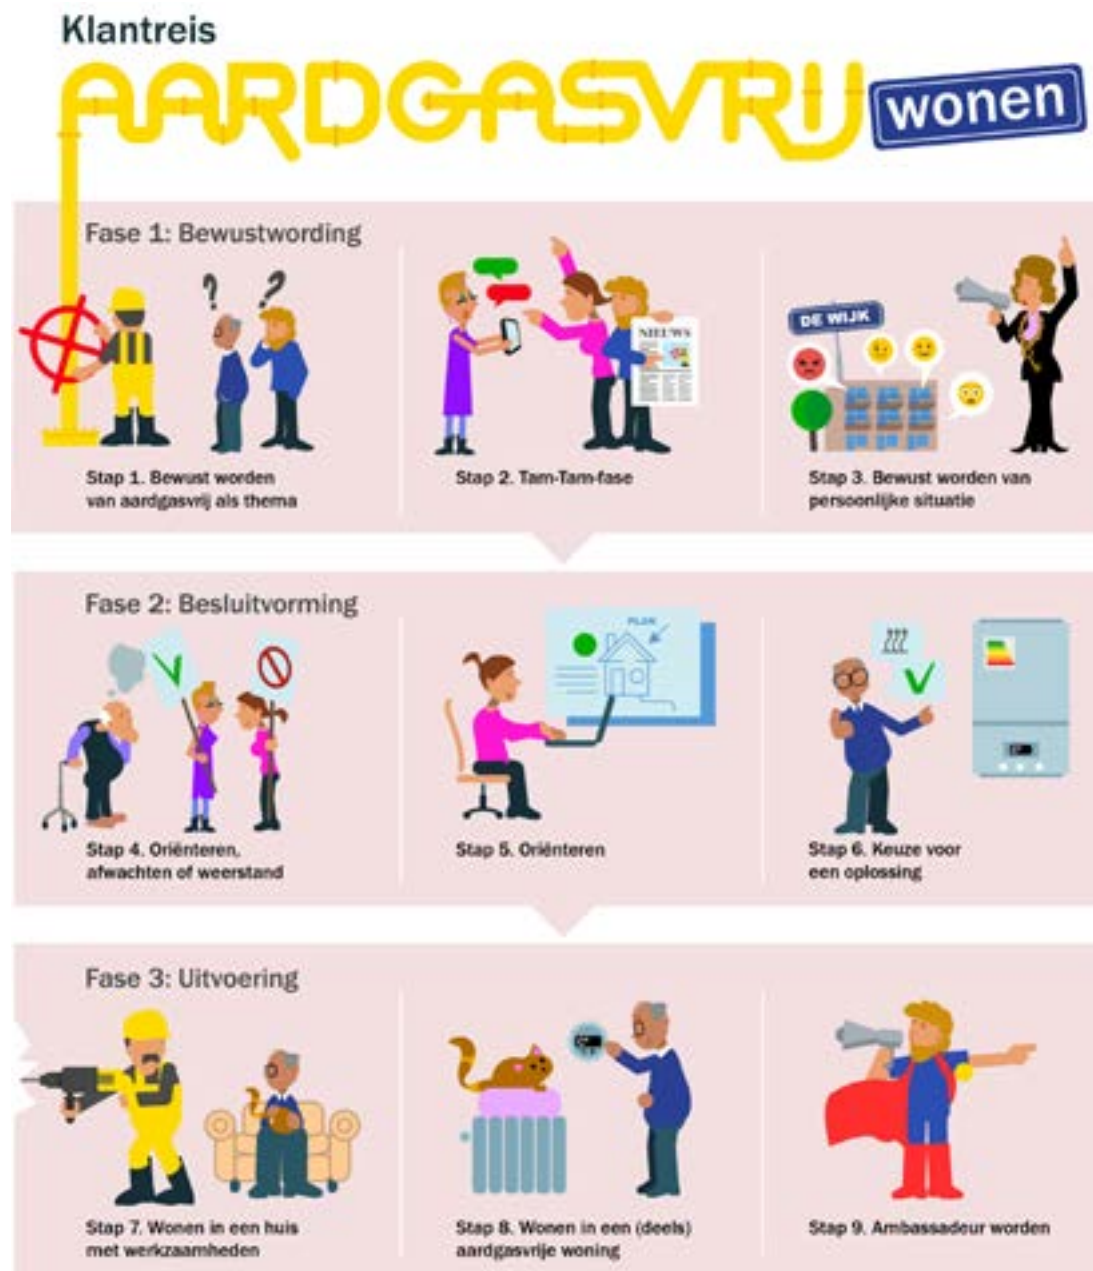 Klantreis
AARDGASVRIJ
wonen
Fase 1: Bewustwording
? ?
NIEUWS
DE WIJK
Stap 1. Bewust worden
van aardgasvrij als thema
Stap 2. Tam-Tam-fase
Stap 3. Bewust worden van
persoonlijke situatie
Fase 2: Besluitvorming
PLAN
Stap 4. Oriënteren,
afwachten of weerstand
Stap 5. Oriënteren
Stap 6. Keuze voor
een oplossing
Fase 3: Uitvoering
Stap 7. Wonen in een huis
met werkzaamheden
Stap 8. Wonen in een (deels)
aardgasvrije woning
Stap 9. Ambassadeur worden